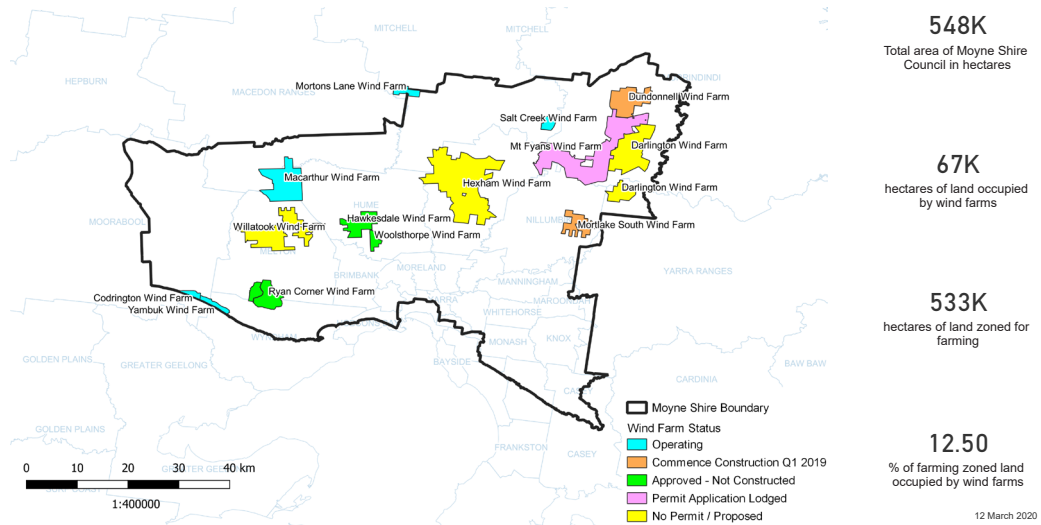 MITCHELL
MITCHELL
HEPBURN
MACEDON RANGES
Mortons Lane Wind Farm
Dundonnell Wind Farm
Salt Creek Wind Farm
Mt Fyans Wind Farm
Darlington Wind Farm
Macarthur Wind Farm
Hexham Wind Farm
Darlington Wind Farm
HUME
MOORABOOL
Hawkesdale Wind Farm
NILLUMB
Mortlake South Wind Farm
Willatook Wind Farm
Woolsthorpe Wind Farm
MELTON
BRIMBANK
MORELAND
MANNINGHAM
YARRA RANGES
Ryan Corner Wind Farm
Codrington Wind Farm
Yambuk Wind Farm
MAROONDAH
WHITEHORSE
WYNDHAM
MONASH
KNOX
BAYSIDE
GOLDEN PLAINS
GREATER GEELONG
BAW BAW
CARDINIA
CASEY
GOLDEN PLAINS
FRANKSTON
CASEY
GREATER GEELONG
0 10 20 30 40 km
1:400000
Moyne Shire Boundary
Wind Farm Status
Operating
Commence Construction Q1 2019
Approved - Not Constructed
Permit Application Lodged
No Permit / Proposed
548K
Total area of Moyne Shire
Council in hectares
67K
hectares of land occupied
by wind farms
533K
hectares of land zoned for
farming
12.50
% of farming zoned land
occupied by wind farms
12 March 2020